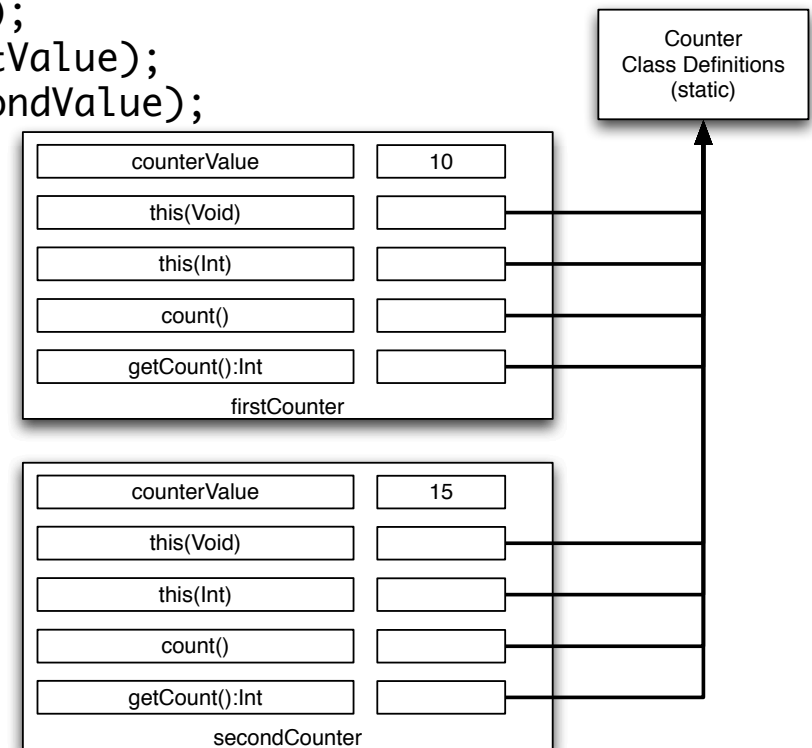 );
tValue);
ondValue);
Counter
Class Definitions
(static)
counterValue 10
this(Void)
this(Int)
count()
getCount():Int
firstCounter
counterValue 15
this(Void)
this(Int)
count()
getCount():Int
secondCounter